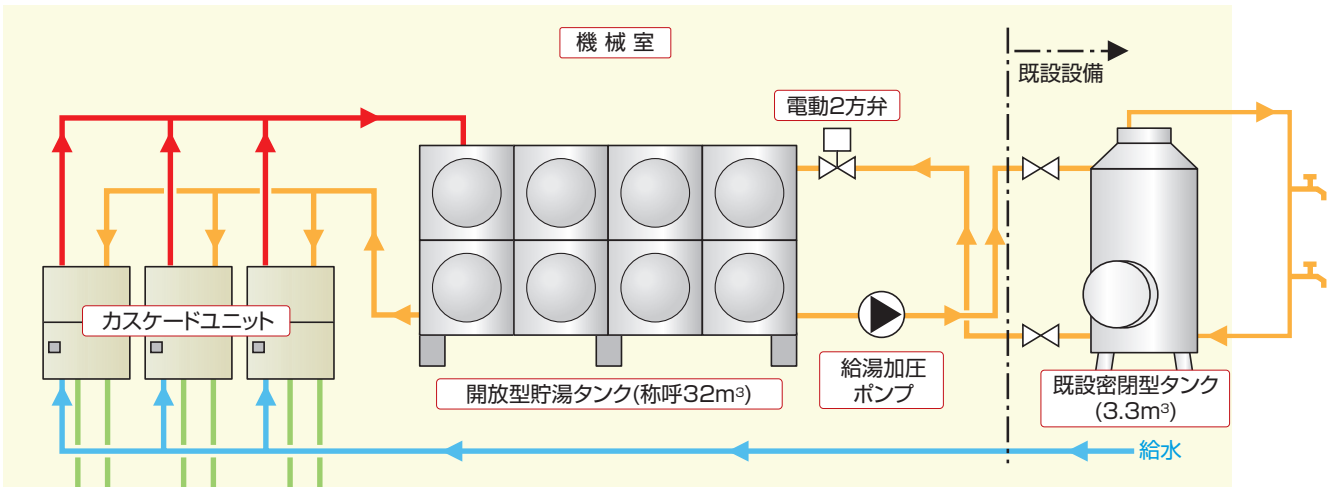 機械室
既設設備
電動2方弁
カスケードユニット
開放型貯湯タンク(称呼32m³)
給湯加圧
ポンプ
既設密閉型タンク
(3.3m³)
給水